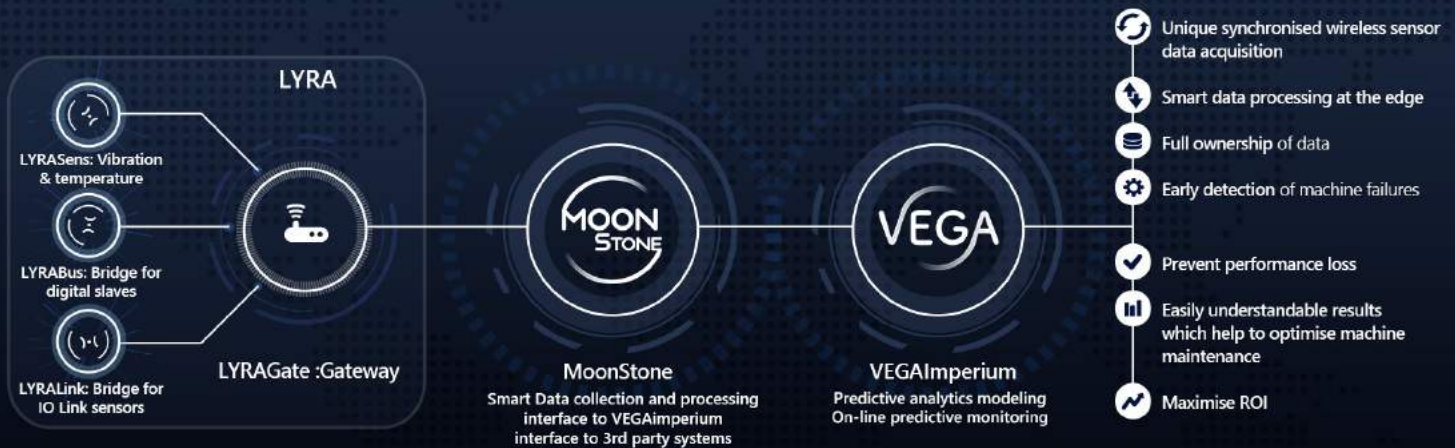 LYRA
LYRASens: Vibration
& temperature
LYRABus: Bridge for
digital slaves
LYRALink: Bridge for
IO Link sensors
LYRAGate :Gateway
MOON
STONE
MoonStone
Smart Data collection and processing
interface to VEGAimperium
interface to 3rd party systems
VEGA
VEGAImperium
Predictive analytics modeling
On-line predictive monitoring
Unique synchronised wireless sensor
data acquisition
Smart data processing at the edge
Full ownership of data
Early detection of machine failures
Prevent performance loss
Easily understandable results
which help to optimise machine
maintenance
Maximise ROI